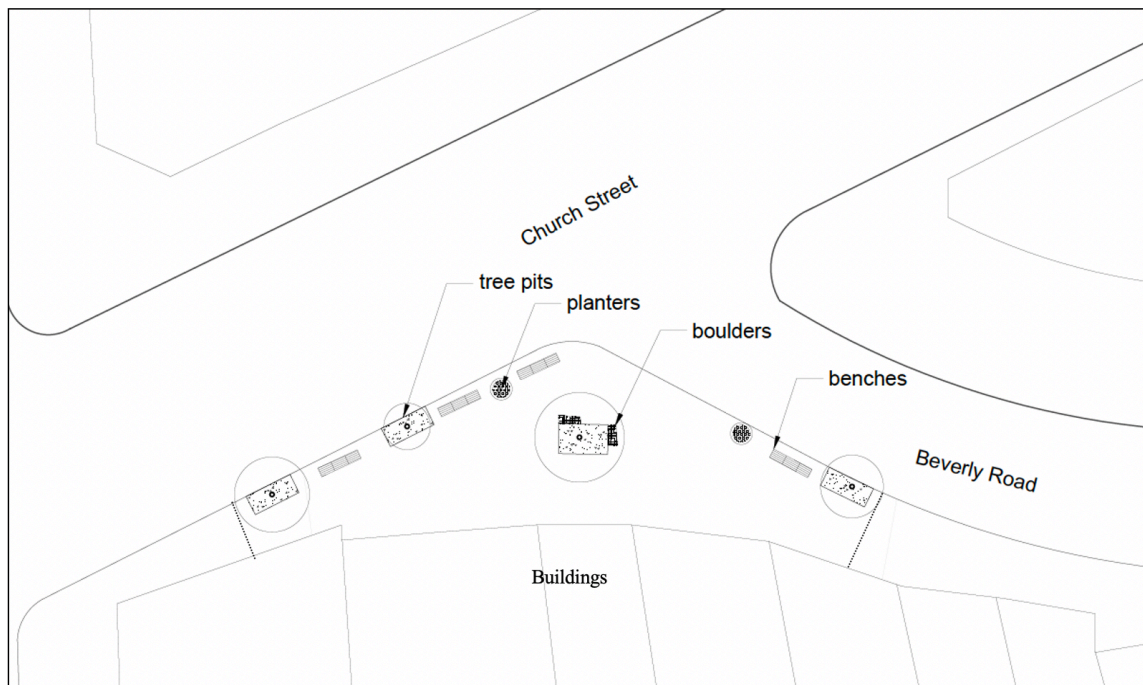 Church Street
tree pits
planters
boulders
benches
Beverly Road
Buildings